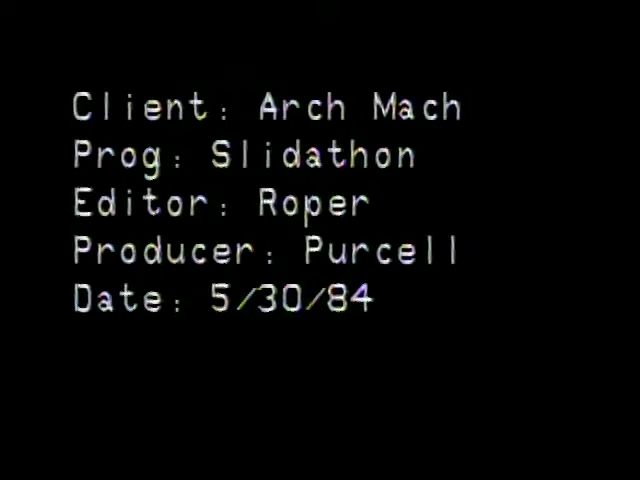 Client: Arch Mach
Prog: Slidathon
Editor: Roper
Producer: Purcell
Date: 5/30/84